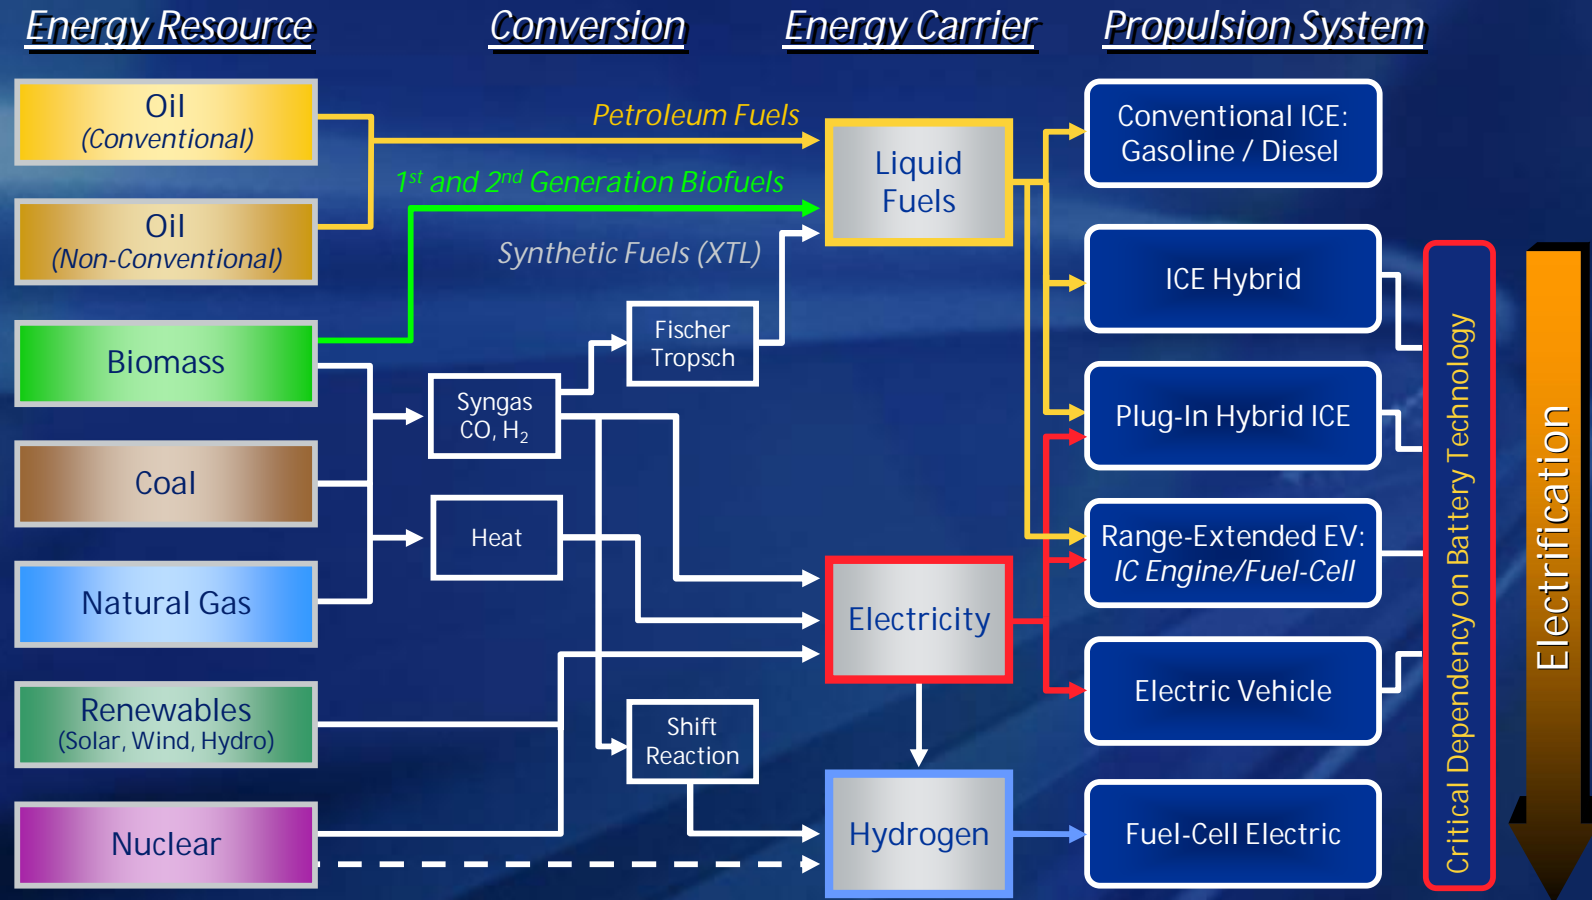 Energy Resource
Conversion
Energy Carrier
Propulsion System
Oil
(Conventional)
Petroleum Fuels
Liquid
Fuels
Conventional ICE:
Gasoline / Diesel
1st and 2nd Generation Biofuels
Oil
(Non-Conventional)
Synthetic Fuels (XTL)
ICE Hybrid
Biomass
Fischer
Tropsch
Syngas
CO, H2
Plug-In Hybrid ICE
Coal
Heat
Range-Extended EV:
IC Engine/Fuel-Cell
Natural Gas
Electricity
Renewables
(Solar, Wind, Hydro)
Shift
Reaction
Electric Vehicle
Nuclear
Hydrogen
Fuel-Cell Electric
Critical Dependency on Battery Technology
Electrification